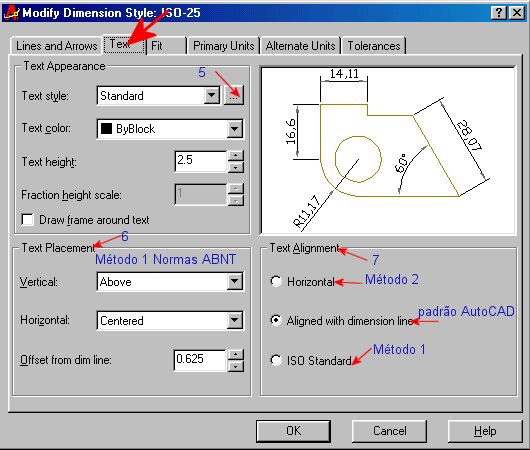 Modify Dimension Style: ISO-25
Lines and Arrows Text Fit Primary Units Alternate Units Tolerances
Text Appearance
5
Text style: Standard ...
Text color: ByBlock
Text height: 2.5
Fraction height scale: 1
Draw frame around text
14,11
16,6
28,07
60°
R11,17
Text Placement 6
Método 1 Normas ABNT
Vertical: Above
Horizontal: Centered
Offset from dim line: 0.625
Text Alignment 7
Horizontal Método 2
Aligned with dimension line padrão AutoCAD
ISO Standard Método 1
OK Cancel Help